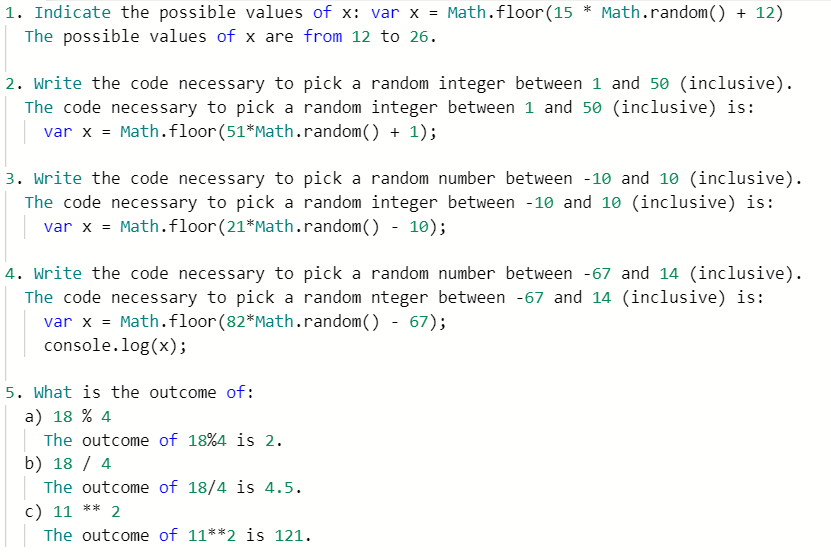 1. Indicate the possible values of x: var x = Math.floor(15 * Math.random() + 12)
The possible values of x are from 12 to 26.
2. Write the code necessary to pick a random integer between 1 and 50 (inclusive).
The code necessary to pick a random integer between 1 and 50 (inclusive) is:
var x = Math.floor(51*Math.random() + 1);
3. Write the code necessary to pick a random number between -10 and 10 (inclusive).
The code necessary to pick a random integer between -10 and 10 (inclusive) is:
var x = Math.floor(21*Math.random() - 10);
4. Write the code necessary to pick a random number between -67 and 14 (inclusive).
The code necessary to pick a random nteger between -67 and 14 (inclusive) is:
var x = Math.floor(82*Math.random() - 67);
console.log(x);
5. What is the outcome of:
a) 18 % 4
The outcome of 18%4 is 2.
b) 18 / 4
The outcome of 18/4 is 4.5.
c) 11 ** 2
The outcome of 11**2 is 121.